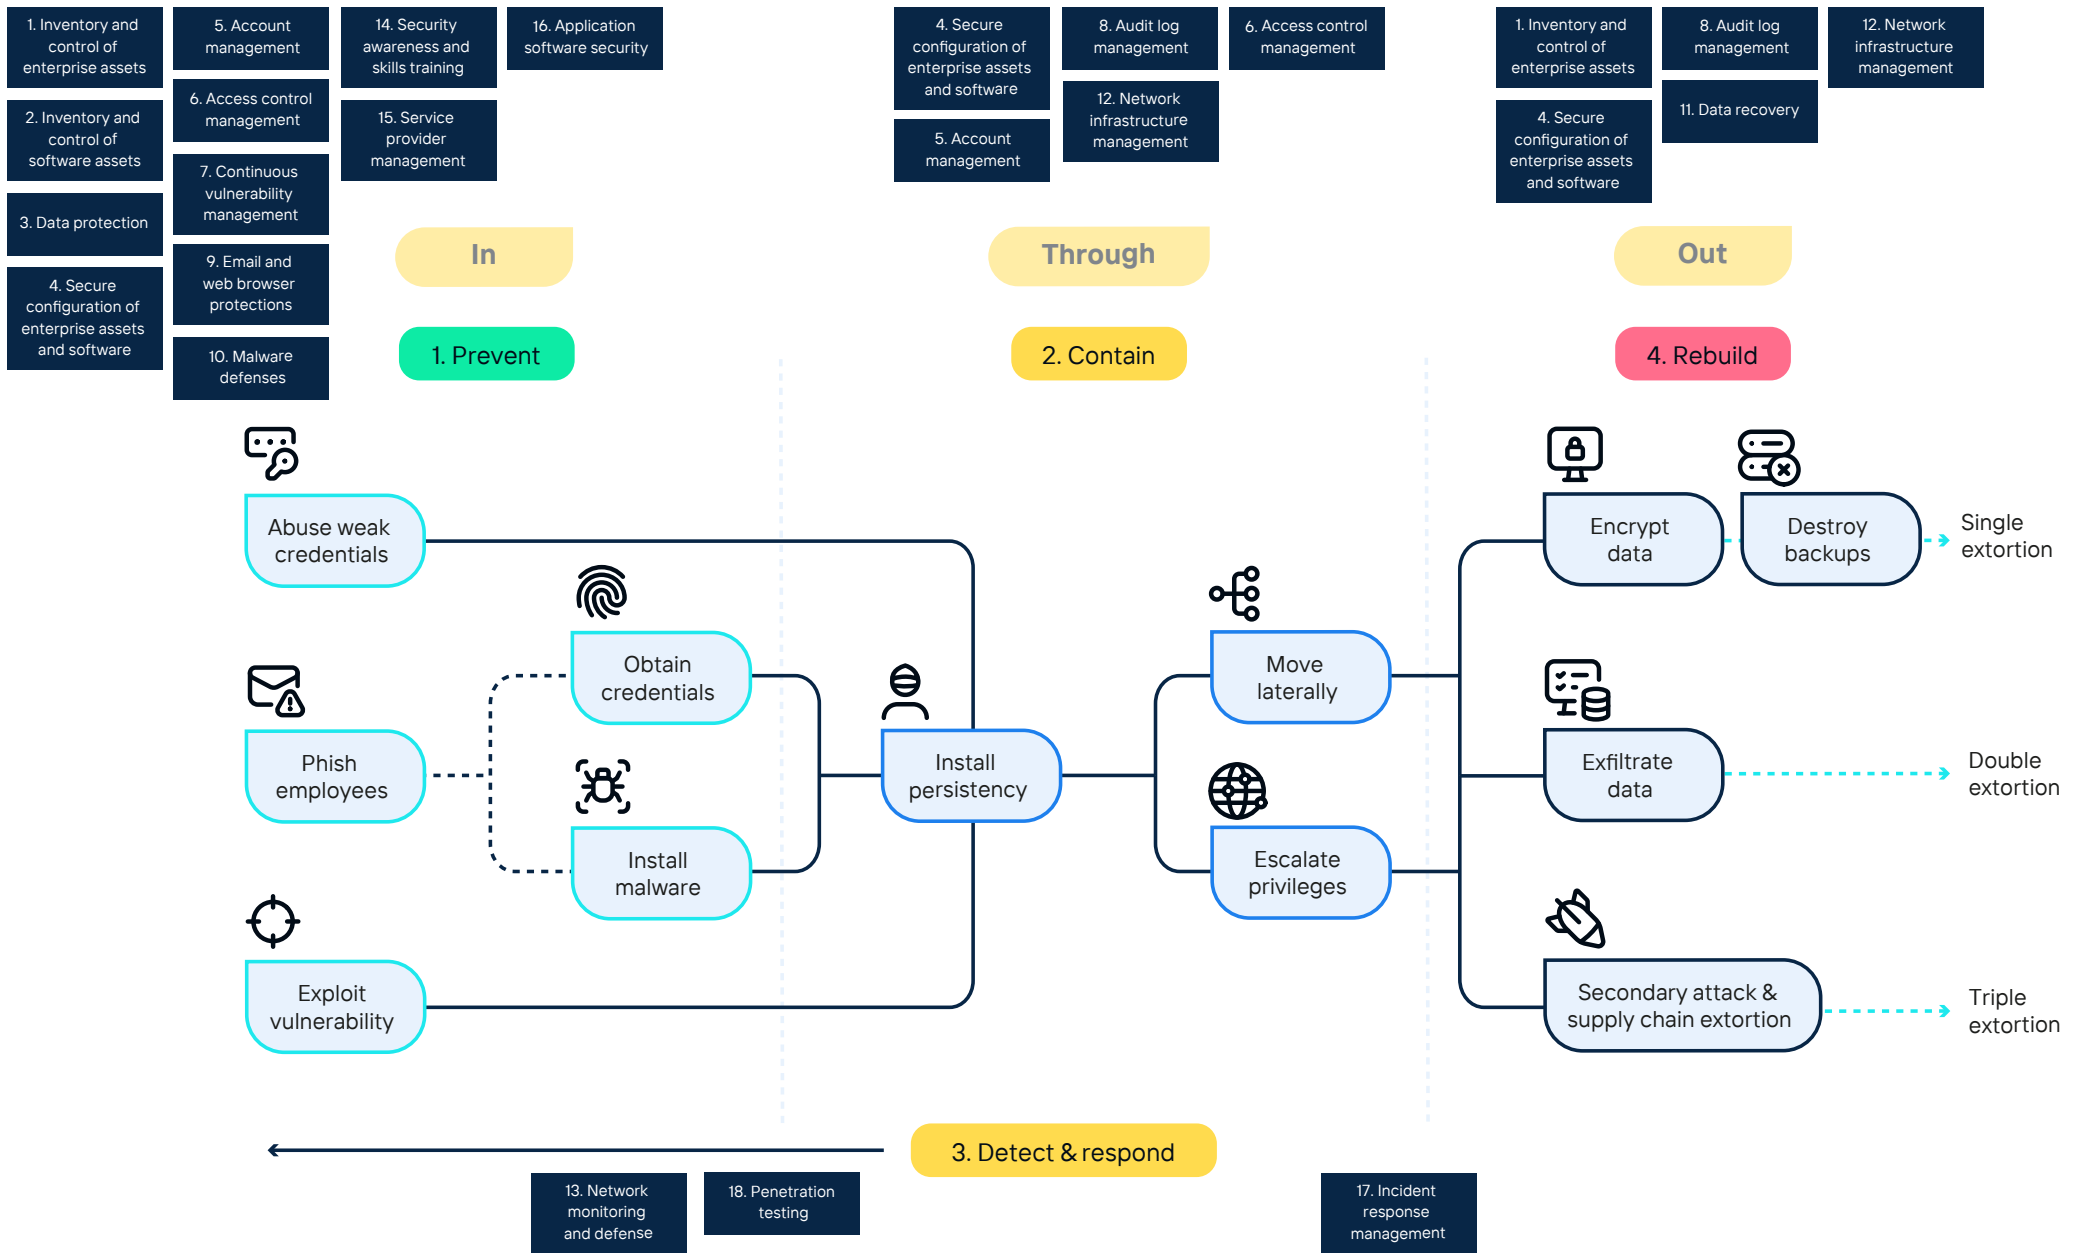 1. Inventory and
control of
enterprise assets
2. Inventory and
control of
software assets
3. Data protection
4. Secure
configuration of
enterprise assets
and software
5. Account
management
6. Access control
management
7. Continuous
vulnerability
management
9. Email and
web browser
protections
10. Malware
defenses
14. Security
awareness and
skills training
15. Service
provider
management
16. Application
software security
4. Secure
configuration of
enterprise assets
and software
5. Account
management
8. Audit log
management
12. Network
infrastructure
management
6. Access control
management
1. Inventory and
control of
enterprise assets
4. Secure
configuration of
enterprise assets
and software
8. Audit log
management
11. Data recovery
12. Network
infrastructure
management
In
Through
Out
1. Prevent
2. Contain
4. Rebuild
Abuse weak
credentials
Phish
employees
Exploit
vulnerability
Obtain
credentials
Install
malware
Install
persistency
Move
laterally
Escalate
privileges
Encrypt
data
Destroy
backups
Single
extortion
Exfiltrate
data
Double
extortion
Secondary attack &
supply chain extortion
Triple
extortion
3. Detect & respond
13. Network
monitoring
and defense
18. Penetration
testing
17. Incident
response
management